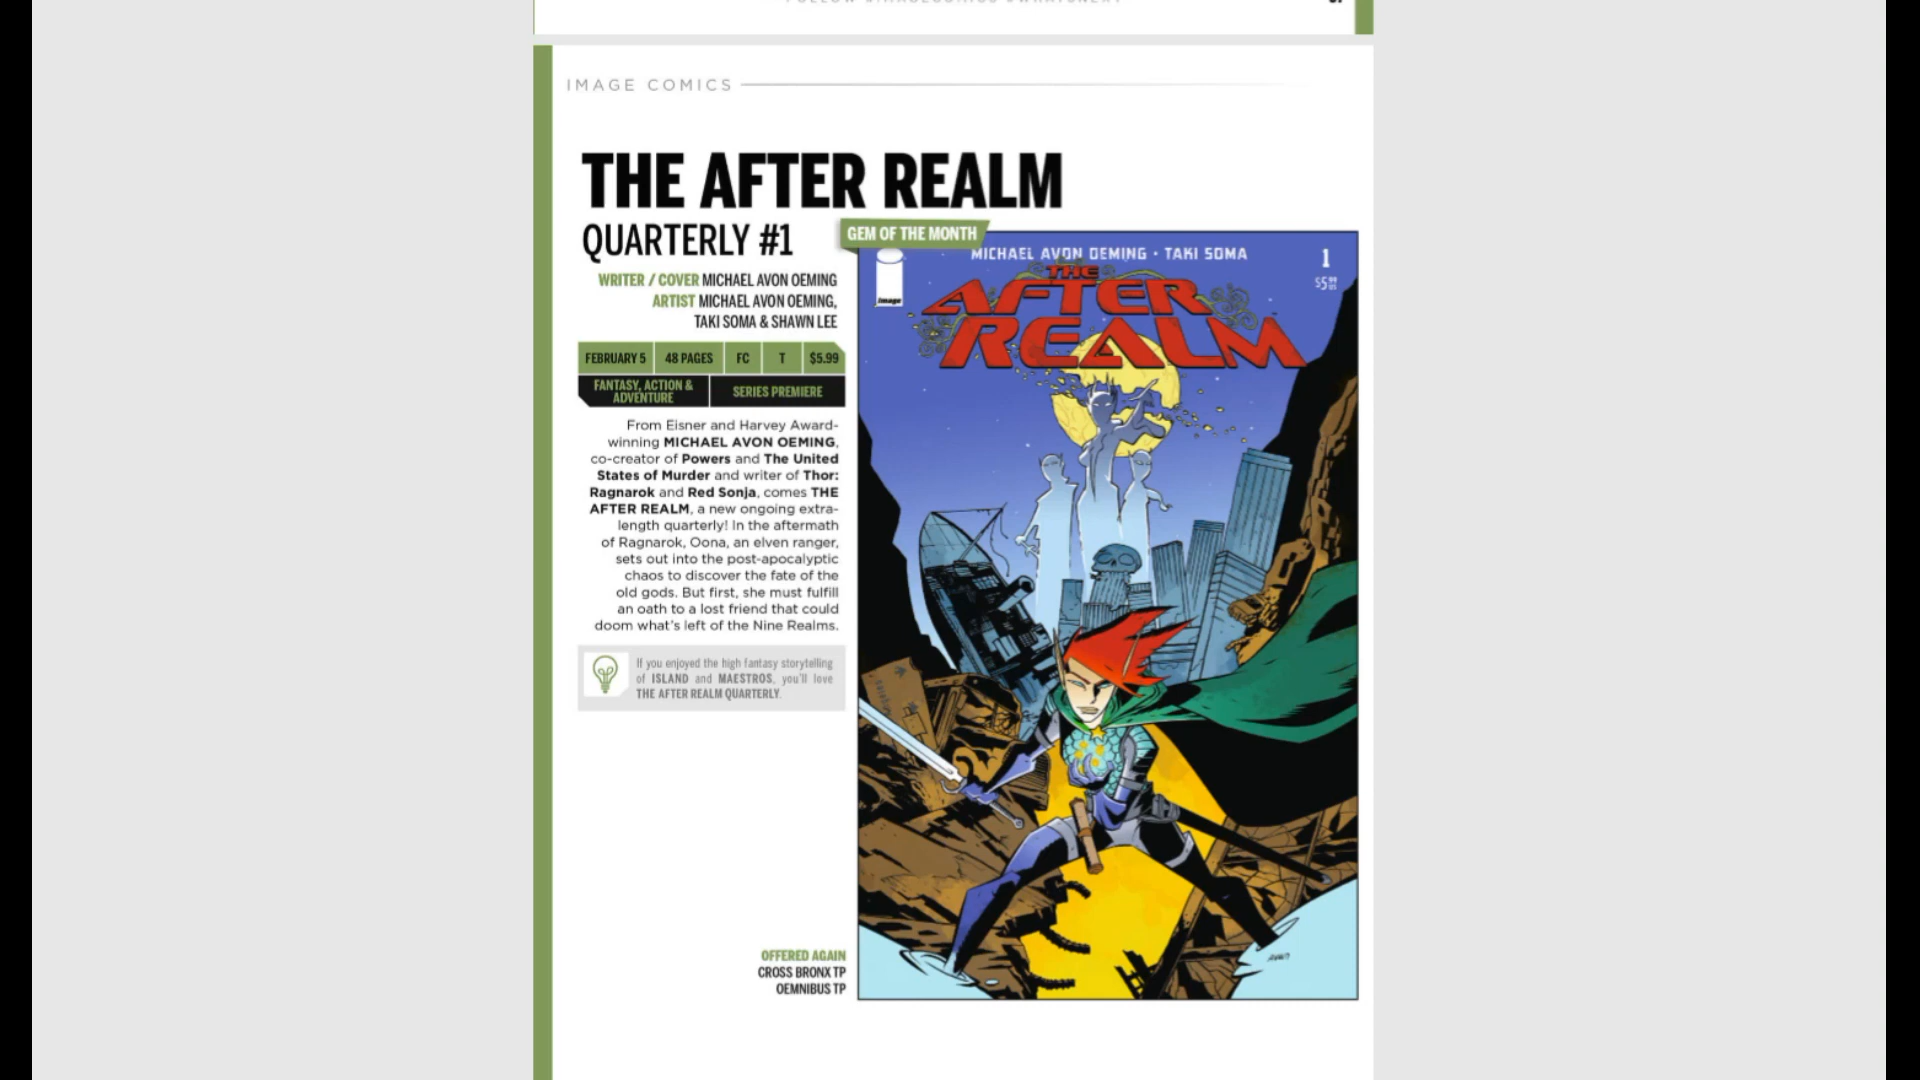 IMAGE COMICS
THE AFTER REALM
QUARTERLY #1
WRITER / COVER MICHAEL AVON OEMING
ARTIST MICHAEL AVON OEMING,
TAKI SOMA & SHAWN LEE
FEBRUARY 5 48 PAGES FC T $5.99
FANTASY, ACTION &
ADVENTURE
SERIES PREMIERE
From Eisner and Harvey Award-
winning MICHAEL AVON OEMING,
co-creator of Powers and The United
States of Murder and writer of Thor:
Ragnarok and Red Sonja, comes THE
AFTER REALM, a new ongoing extra-
length quarterly! In the aftermath
of Ragnarok, Oona, an elven ranger,
sets out into the post-apocalyptic
chaos to discover the fate of the
old gods. But first, she must fulfill
an oath to a lost friend that could
doom what's left of the Nine Realms.
If you enjoyed the high fantasy storytelling
of ISLAND and MAESTROS, you'll love
THE AFTER REALM QUARTERLY.
OFFERED AGAIN
CROSS BRONX TP
OEMNIBUS TP
GEM OF THE MONTH
MICHAEL AVON OEMING · TAKI SOMA
1
$5.99
image
THE
AFTER
REALM